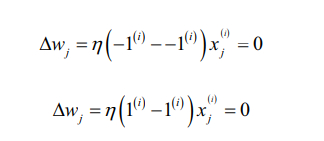 Δw_j = η(−1^(i) − −1^(i)) x_j^(i) = 0
Δw_j = η(1^(i) − 1^(i)) x_j^(i) = 0